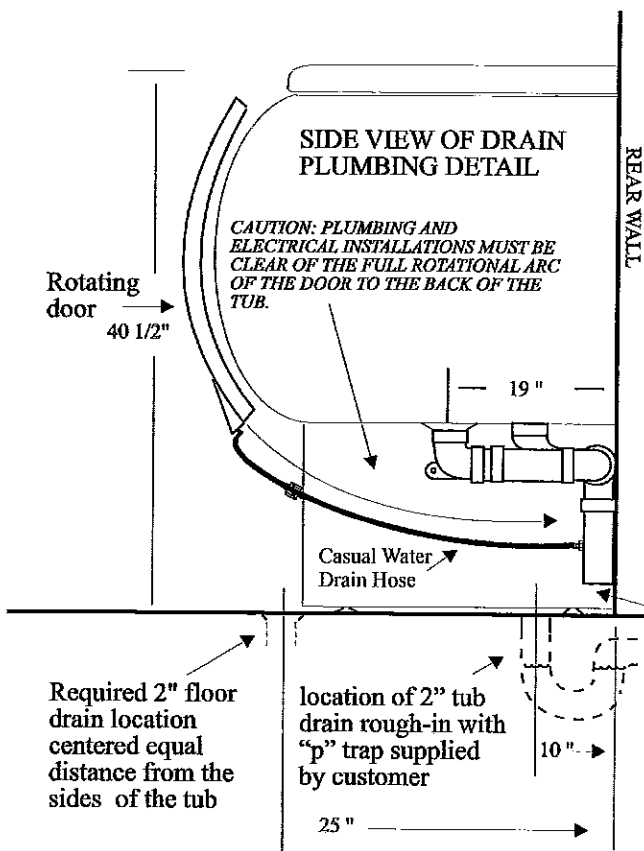 SIDE VIEW OF DRAIN
PLUMBING DETAIL
REAR WALL
CAUTION: PLUMBING AND
ELECTRICAL INSTALLATIONS MUST BE
CLEAR OF THE FULL ROTATIONAL ARC
OF THE DOOR TO THE BACK OF THE
TUB.
Rotating
door
40 1/2"
19 "
Casual Water
Drain Hose
Required 2" floor
drain location
centered equal
distance from the
sides of the tub
location of 2” tub
drain rough-in with
“p” trap supplied
by customer
10 "
25 "